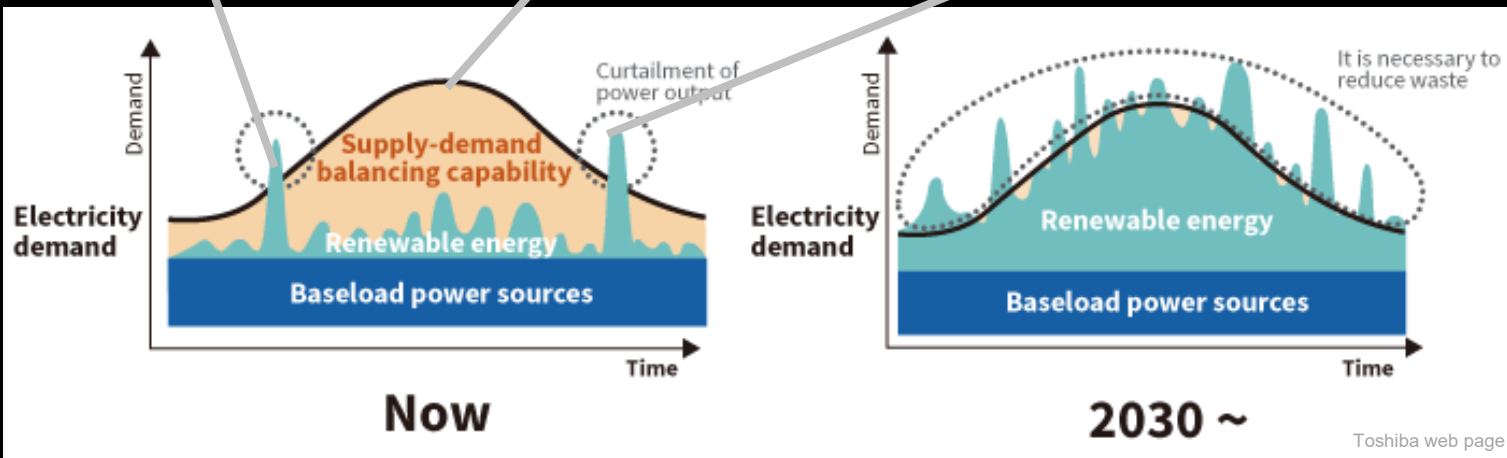 Demand
Curtailment of
power output
Supply-demand
balancing capability
Electricity
demand
Renewable energy
Baseload power sources
Time
Now
Demand
It is necessary to
reduce waste
Electricity
demand
Renewable energy
Baseload power sources
Time
2030 ~
Toshiba web page